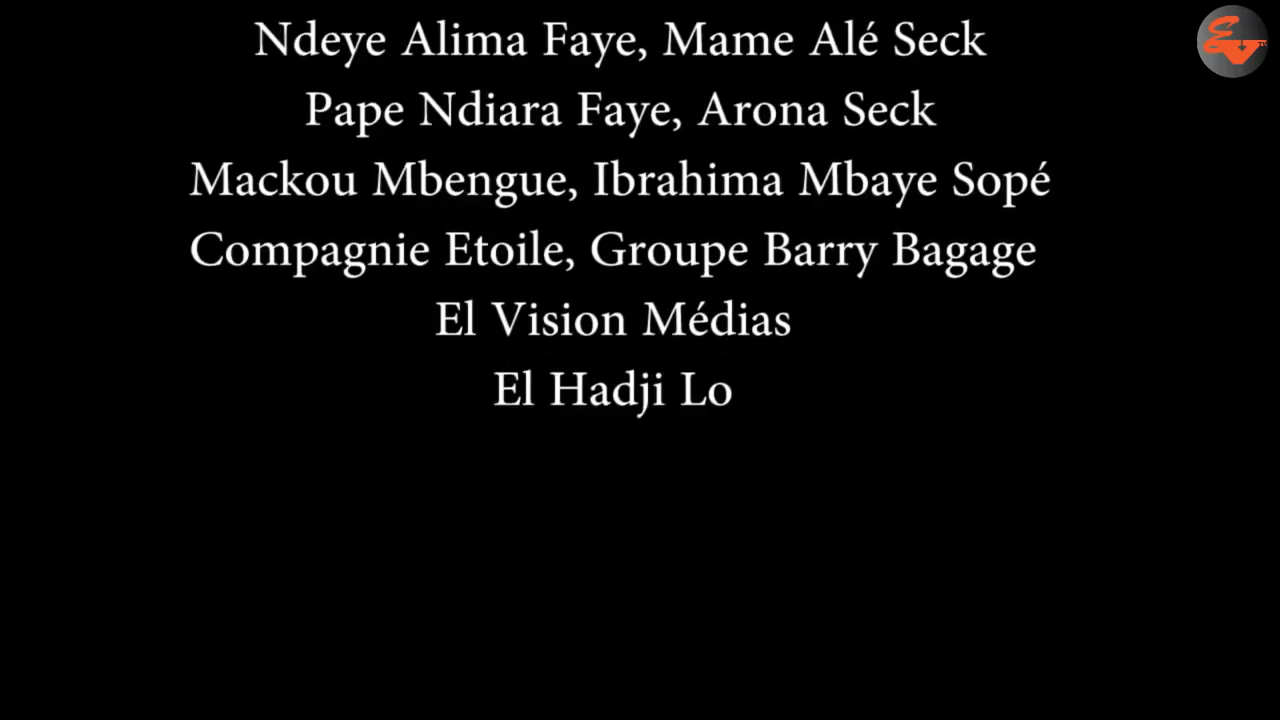 Ndeye Alima Faye, Mame Alé Seck
Pape Ndiara Faye, Arona Seck
Mackou Mbengue, Ibrahima Mbaye Sopé
Compagnie Etoile, Groupe Barry Bagage
El Vision Médias
El Hadji Lo